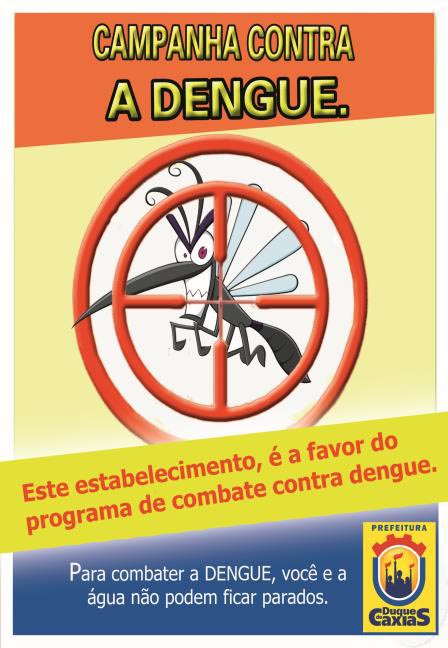 CAMPANHA CONTRA
A DENGUE.
Este estabelecimento, é a favor do
programa de combate contra dengue.
Para combater a DENGUE, você e a
água não podem ficar parados.
PREFEITURA
Duque
de
CaxiaS